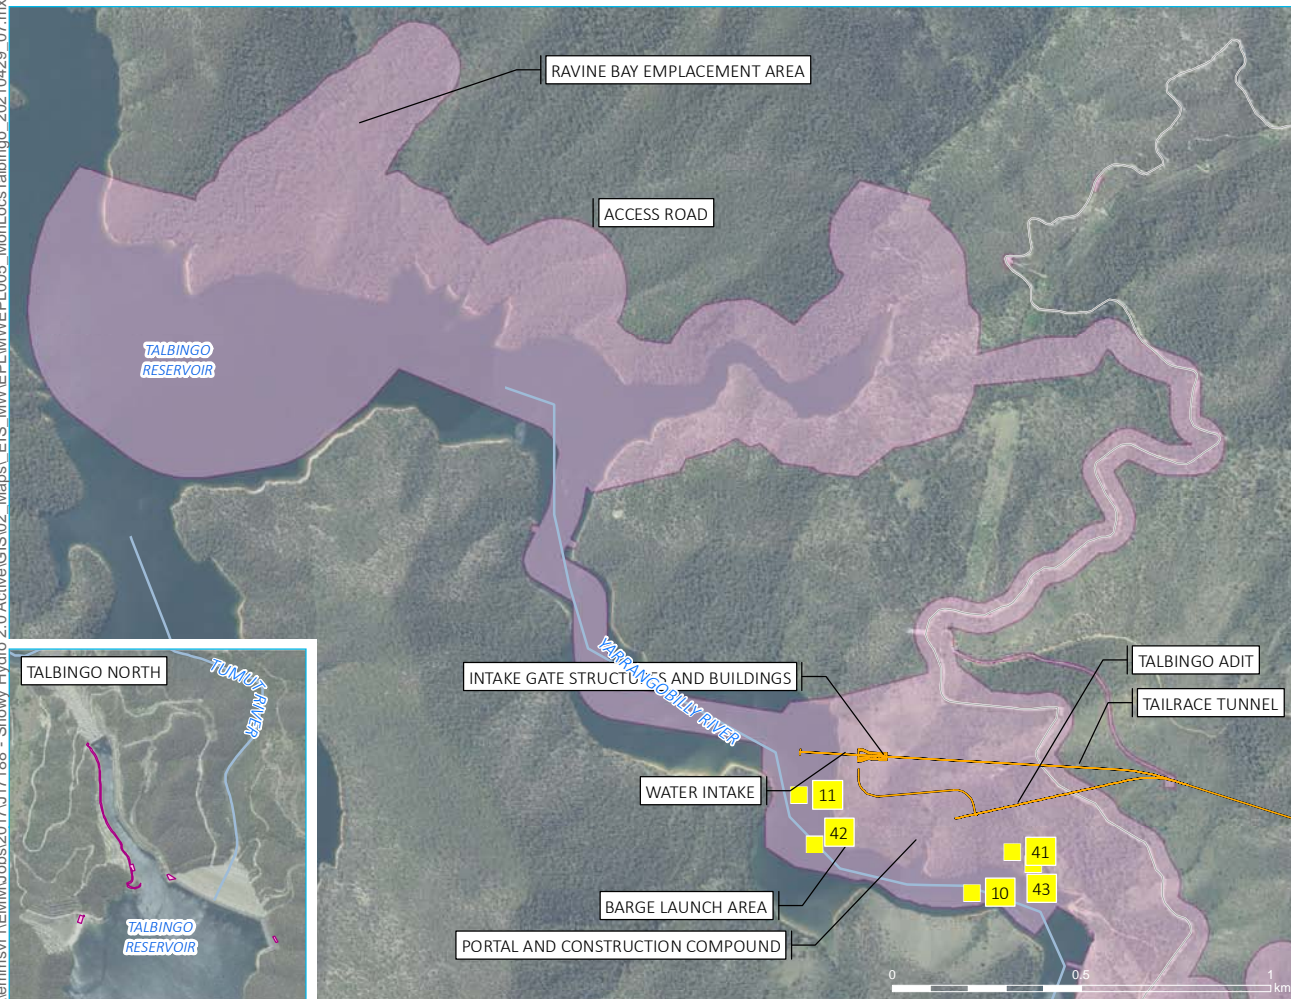 RAVINE BAY EMPLACEMENT AREA
ACCESS ROAD
TALBINGO
RESERVOIR
YARRANGOBILLY RIVER
INTAKE GATE STRUCTURES AND BUILDINGS
TALBINGO ADIT
TAILRACE TUNNEL
WATER INTAKE
11
42
41
43
10
BARGE LAUNCH AREA
PORTAL AND CONSTRUCTION COMPOUND
0 0.5 1
km
TALBINGO NORTH
TUMUT RIVER
TALBINGO
RESERVOIR